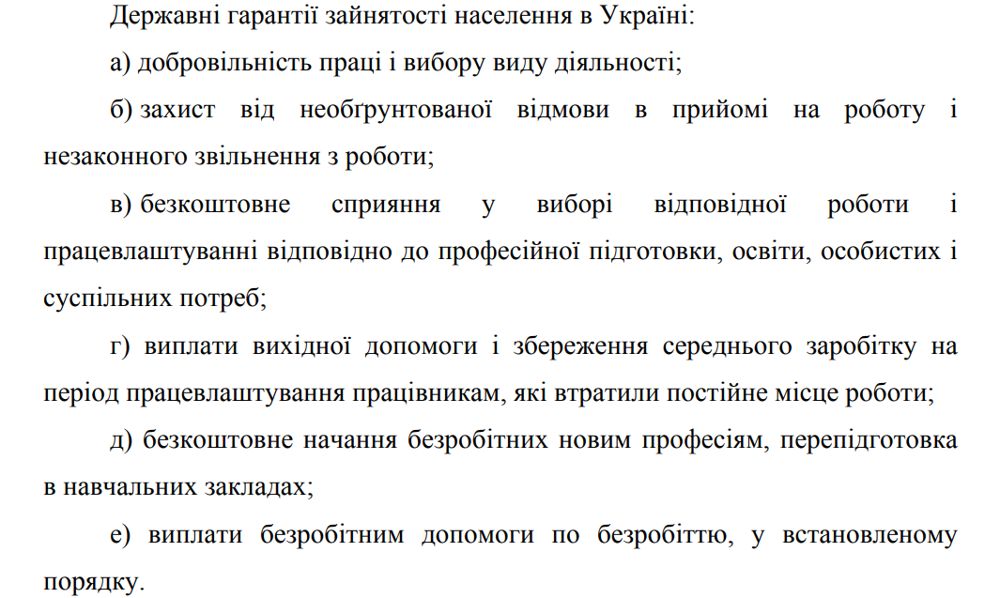 Державні гарантії зайнятості населення в Україні:
а) добровільність праці і вибору виду діяльності;
б) захист від необґрунтованої відмови в прийомі на роботу і
незаконного звільнення з роботи;
в) безкоштовне сприяння у виборі відповідної роботи і
працевлаштуванні відповідно до професійної підготовки, освіти, особистих і
суспільних потреб;
г) виплати вихідної допомоги і збереження середнього заробітку на
період працевлаштування працівникам, які втратили постійне місце роботи;
д) безкоштовне начання безробітних новим професіям, перепідготовка
в навчальних закладах;
е) виплати безробітним допомоги по безробіттю, у встановленому
порядку.